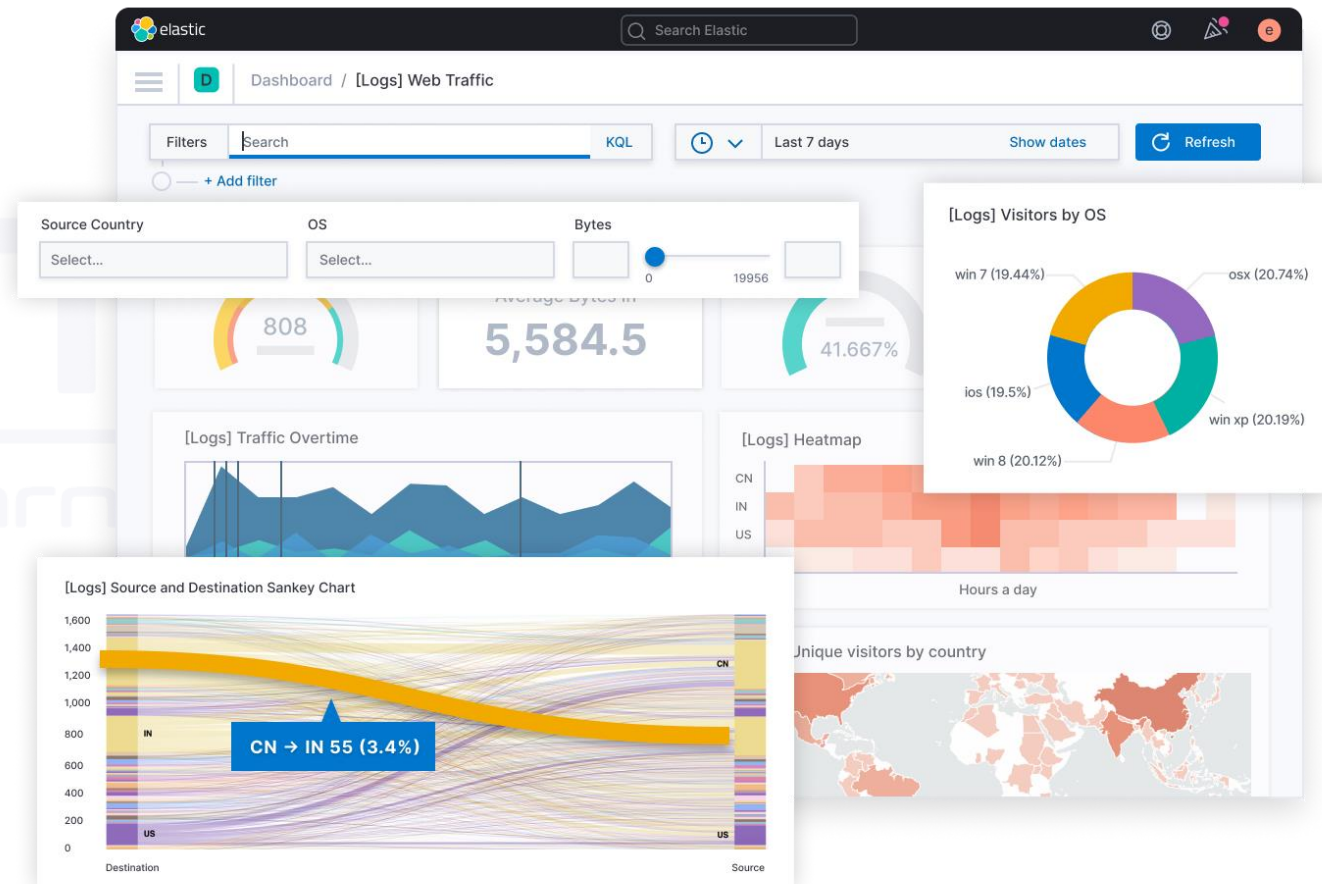 elastic
Search Elastic
e
D
Dashboard / [Logs] Web Traffic
Filters
Search
KQL
Last 7 days
Show dates
Refresh
+ Add filter
Source Country
OS
Bytes
Select...
Select...
0
19956
[Logs] Visitors by OS
win 7 (19.44%)
osx (20.74%)
ios (19.5%)
win xp (20.19%)
win 8 (20.12%)
808
Average Bytes In
5,584.5
41.667%
[Logs] Traffic Overtime
[Logs] Heatmap
CN
IN
US
Hours a day
[Logs] Source and Destination Sankey Chart
1,600
1,400
1,200
1,000
800
600
400
200
0
CN
IN
CN → IN 55 (3.4%)
US
US
Destination
Source
Unique visitors by country